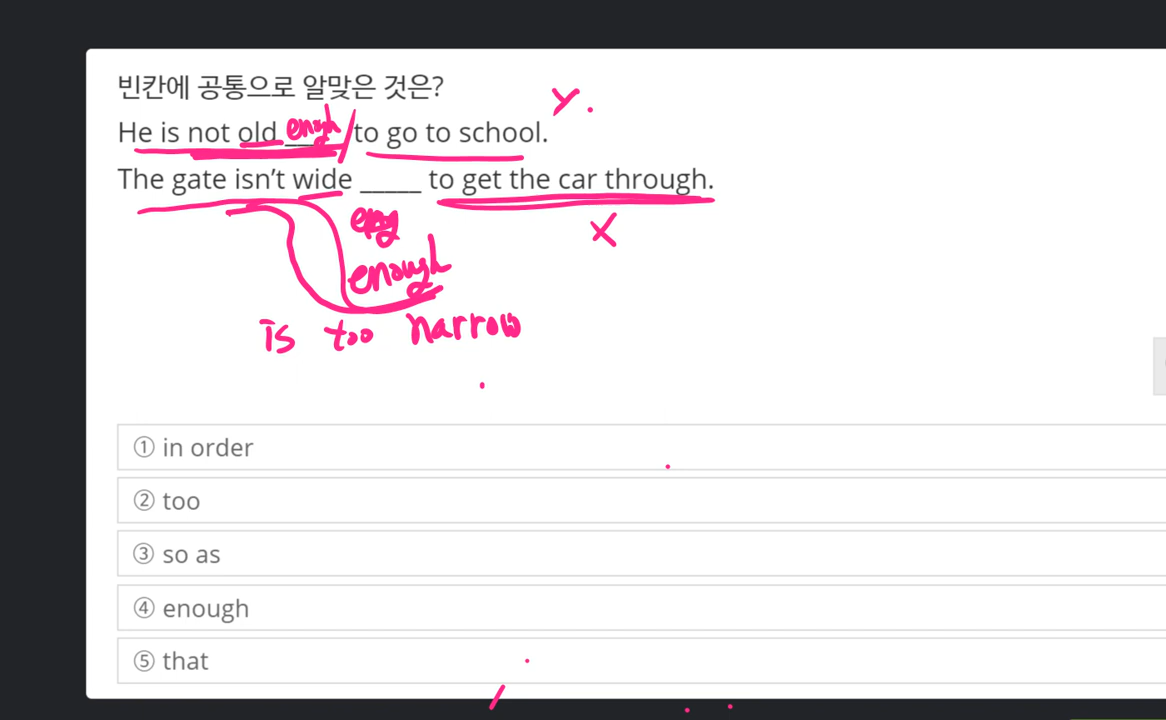 빈칸에 공통으로 알맞은 것은?
Y.
He is not old enough to go to school.
The gate isn't wide _____ to get the car through.
X
enough
is too narrow
① in order
② too
③ so as
④ enough
⑤ that